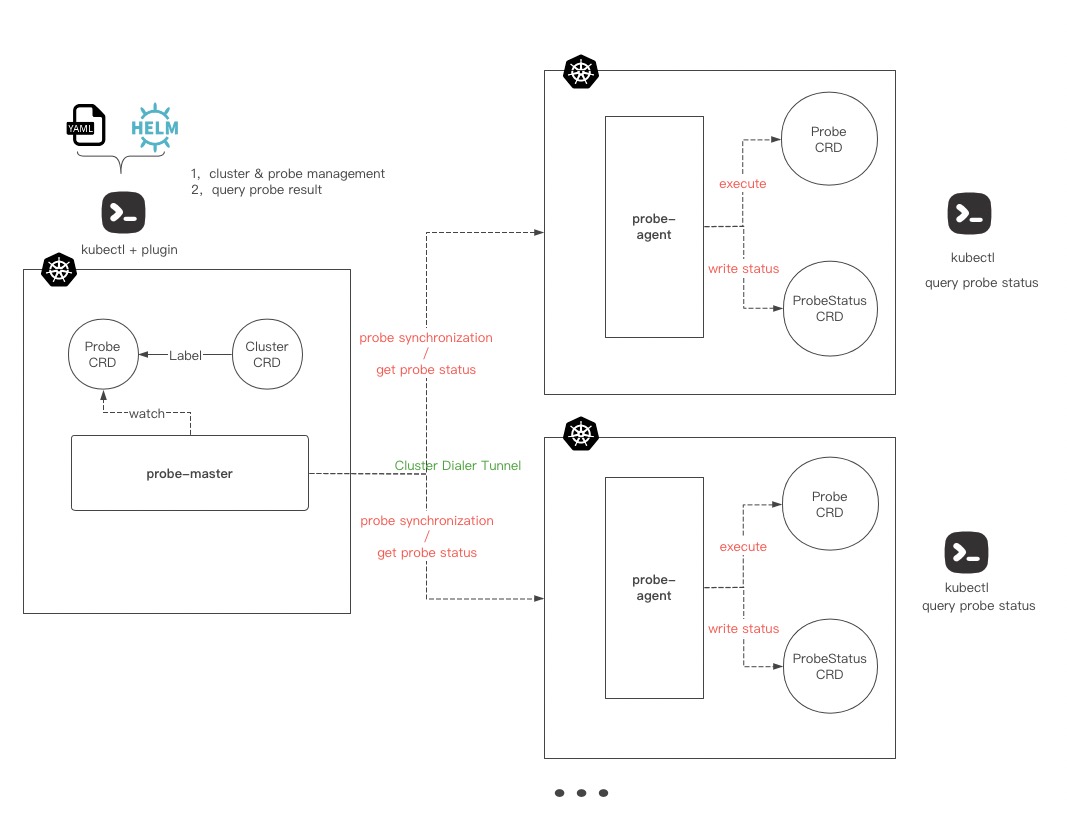 YAML
HELM
1,  cluster & probe management
2,  query probe result
kubectl + plugin
Probe
CRD
Label
Cluster
CRD
watch
probe-master
probe synchronization
/
get probe status
Cluster Dialer Tunnel
probe synchronization
/
get probe status
probe-
agent
execute
write status
Probe
CRD
ProbeStatus
CRD
kubectl
query probe status
probe-
agent
execute
write status
Probe
CRD
ProbeStatus
CRD
kubectl
query probe status